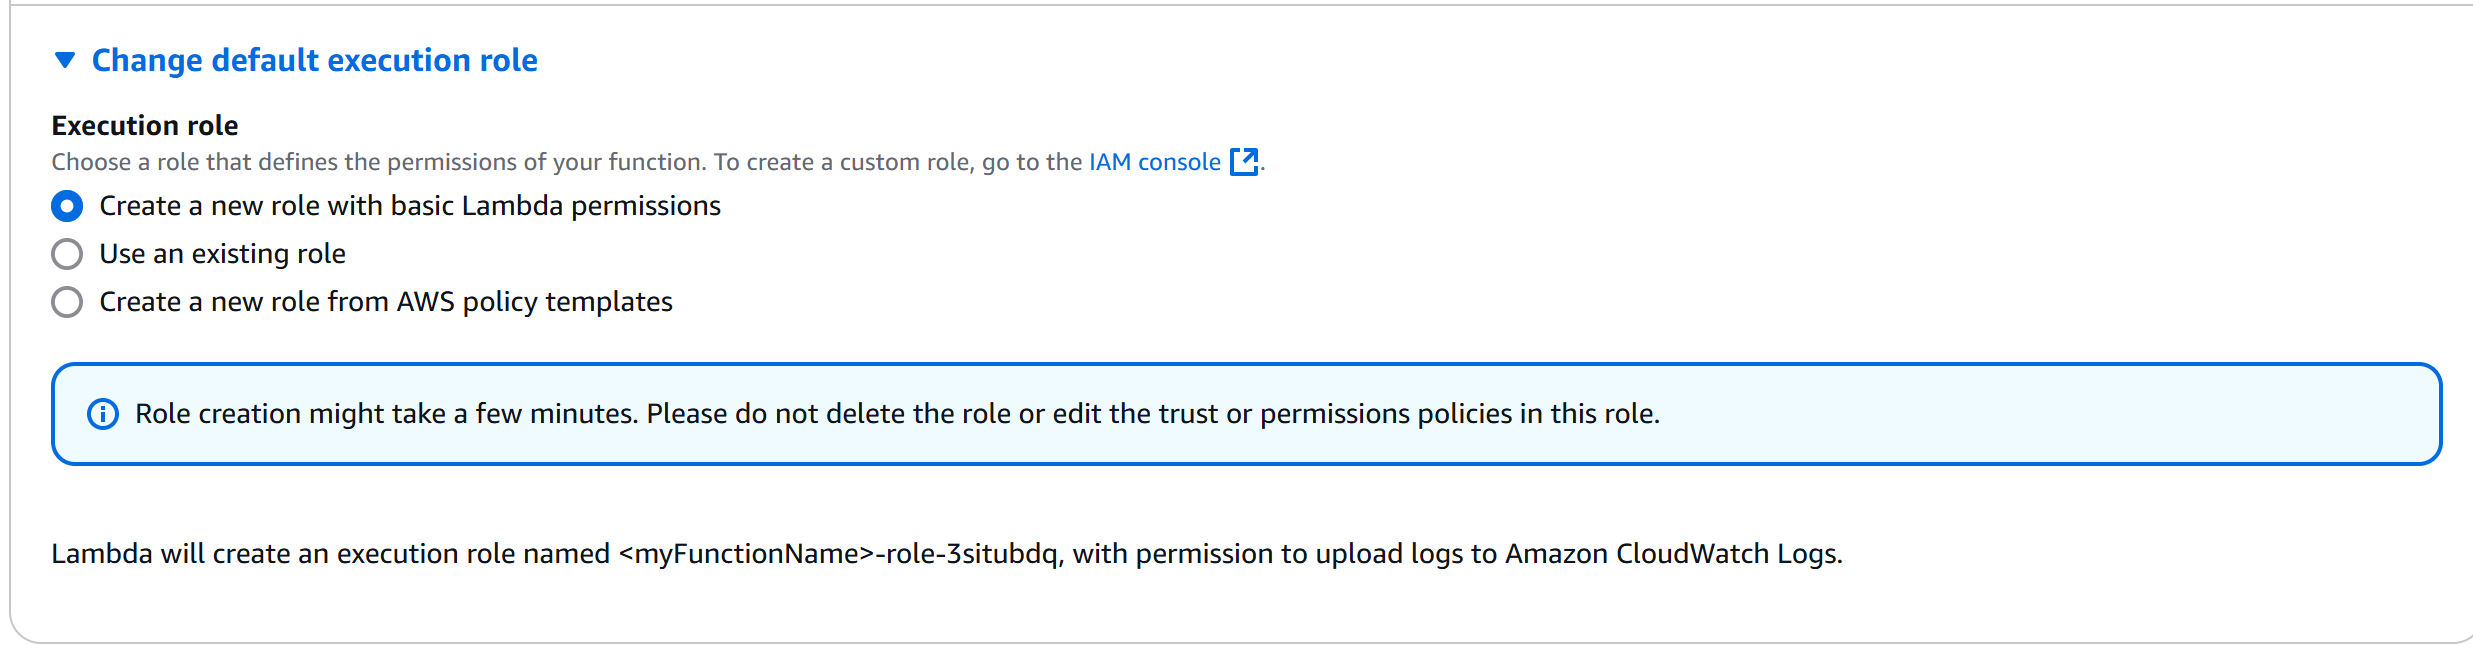 Change default execution role
Execution role
Choose a role that defines the permissions of your function. To create a custom role, go to the IAM console.
Create a new role with basic Lambda permissions
Use an existing role
Create a new role from AWS policy templates
Role creation might take a few minutes. Please do not delete the role or edit the trust or permissions policies in this role.
Lambda will create an execution role named <myFunctionName>-role-3situbdq, with permission to upload logs to Amazon CloudWatch Logs.